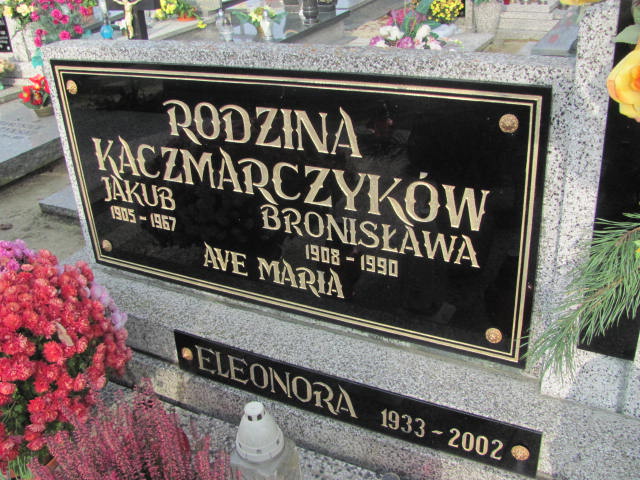 RODZINA
KACZMARCZYKÓW
JAKUB BRONISŁAWA
1905 - 1967 1908 - 1990
AVE MARIA
ELEONORA 1933 - 2002